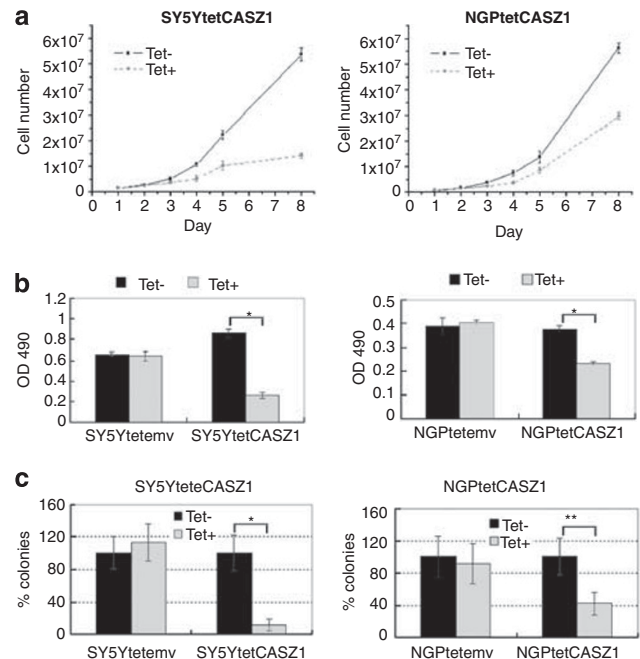 a
SY5YtetCASZ1
NGPtetCASZ1
6x10⁷
5x10⁷
4x10⁷
3x10⁷
2x10⁷
1x10⁷
0
Cell number
Tet-
Tet+
0 1 2 3 4 5 6 7 8
Day
6x10⁷
5x10⁷
4x10⁷
3x10⁷
2x10⁷
1x10⁷
0
Cell number
Tet-
Tet+
0 1 2 3 4 5 6 7 8
Day
b
Tet- Tet+
1.2
1
0.8
0.6
0.4
0.2
0
OD 490
*
SY5Ytetemv SY5YtetCASZ1
Tet- Tet+
0.5
0.4
0.3
0.2
0.1
0
OD 490
*
NGPtetemv NGPtetCASZ1
c
SY5YteteCASZ1
160
120
80
40
0
% colonies
Tet-
Tet+
*
SY5Ytetemv SY5YtetCASZ1
NGPtetCASZ1
160
120
80
40
0
% colonies
Tet-
Tet+
**
NGPtetemv NGPtetCASZ1